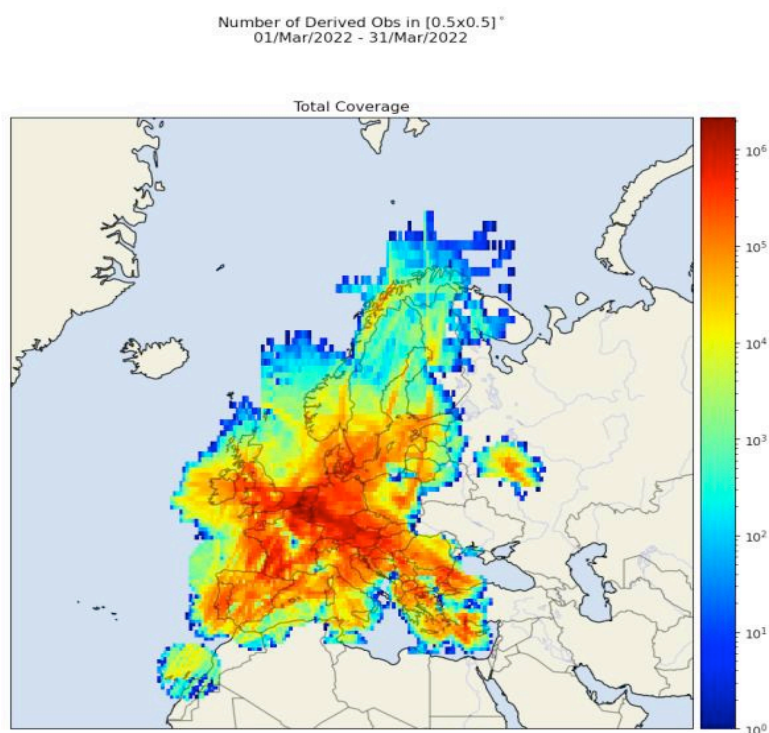 Number of Derived Obs in [0.5x0.5]°
01/Mar/2022 - 31/Mar/2022
Total Coverage
10⁶
10⁵
10⁴
10³
10²
10¹
10⁰